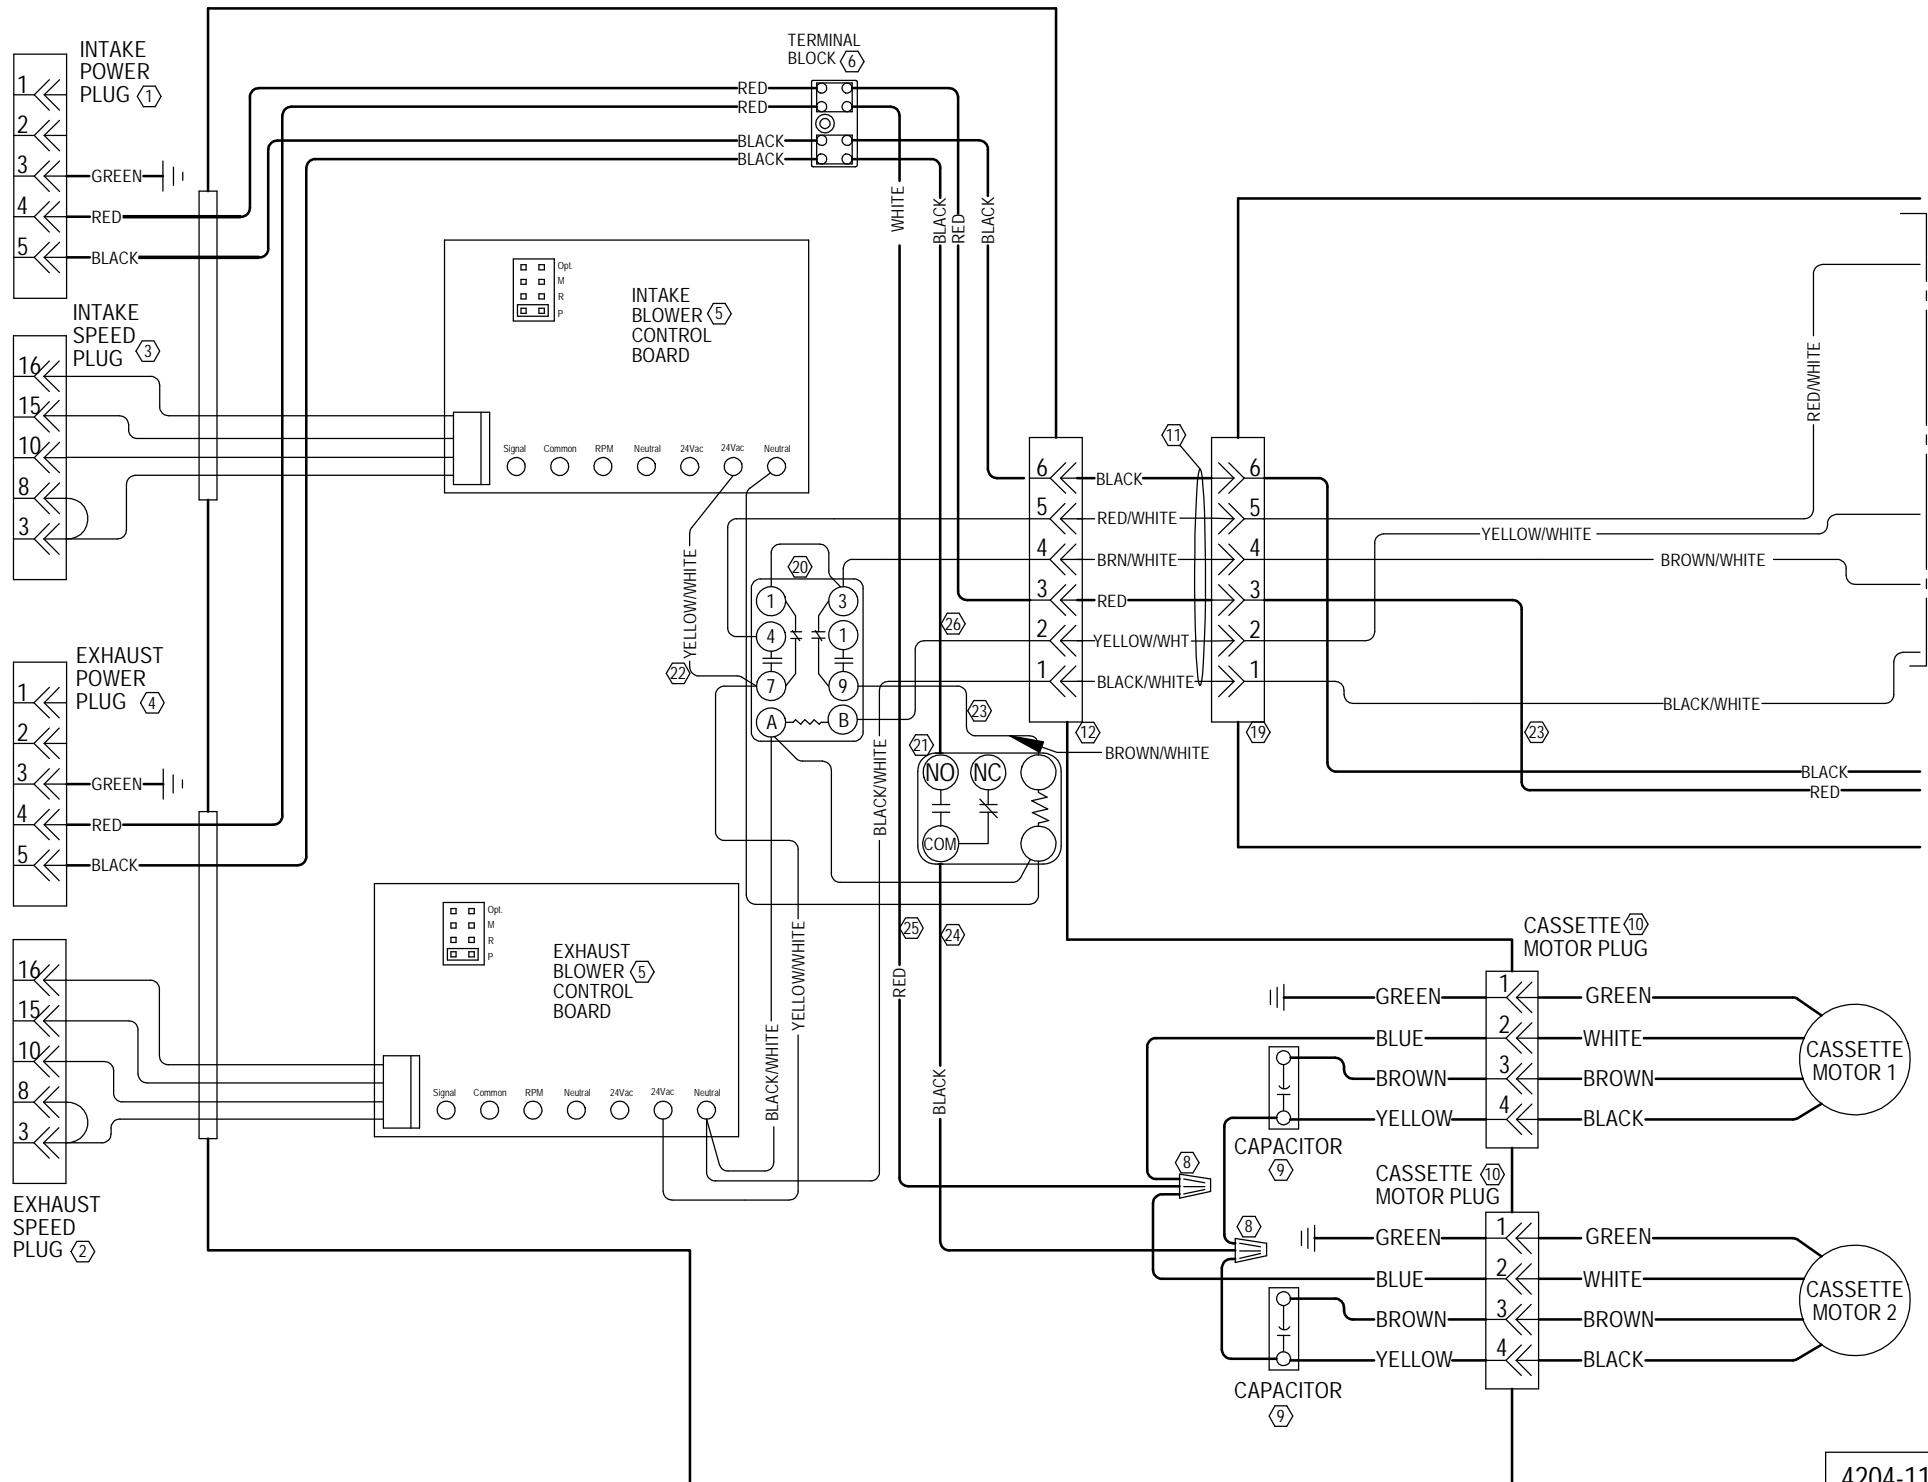 INTAKE
POWER
PLUG 1
1
2
3
GREEN
4
RED
5
BLACK
INTAKE
SPEED
PLUG 3
16
15
10
8
3
EXHAUST
POWER
PLUG 4
1
2
3
GREEN
4
RED
5
BLACK
16
15
10
8
3
EXHAUST
SPEED
PLUG 2
TERMINAL
BLOCK 6
RED
RED
BLACK
BLACK
WHITE
BLACK
RED
BLACK
Opt.
M
R
P
INTAKE
BLOWER 5
CONTROL
BOARD
Signal Common RPM Neutral 24Vac 24Vac Neutral
YELLOW/WHITE
22
20
1 3
4 1
7 9
A B
26
23
21
NO NC
COM
BROWN/WHITE
BLACK/WHITE
YELLOW/WHITE
BLACK/WHITE
25
24
RED
BLACK
Opt.
M
R
P
EXHAUST
BLOWER 5
CONTROL
BOARD
Signal Common RPM Neutral 24Vac 24Vac Neutral
11
6 BLACK 6
5 RED/WHITE 5
4 BRN/WHITE 4
3 RED 3
2 YELLOW/WHT 2
1 BLACK/WHITE 1
12
19
RED/WHITE
YELLOW/WHITE
BROWN/WHITE
BLACK/WHITE
23
BLACK
RED
CASSETTE 10
MOTOR PLUG
GREEN 1 GREEN
BLUE 2 WHITE
BROWN 3 BROWN
YELLOW 4 BLACK
CASSETTE
MOTOR 1
CAPACITOR
9
8
8
CASSETTE 10
MOTOR PLUG
GREEN 1 GREEN
BLUE 2 WHITE
BROWN 3 BROWN
YELLOW 4 BLACK
CASSETTE
MOTOR 2
CAPACITOR
9
4204-11